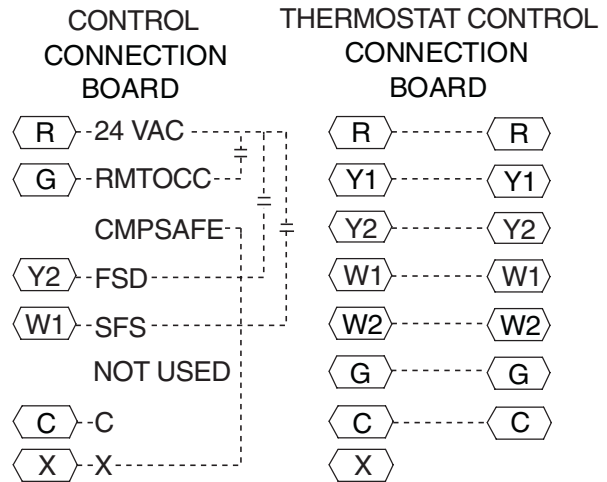 CONTROL
CONNECTION
BOARD
R 24 VAC
G RMTOCC
CMPSAFE
Y2 FSD
W1 SFS
NOT USED
C C
X X
THERMOSTAT CONTROL
CONNECTION
BOARD
R R
Y1 Y1
Y2 Y2
W1 W1
W2 W2
G G
C C
X